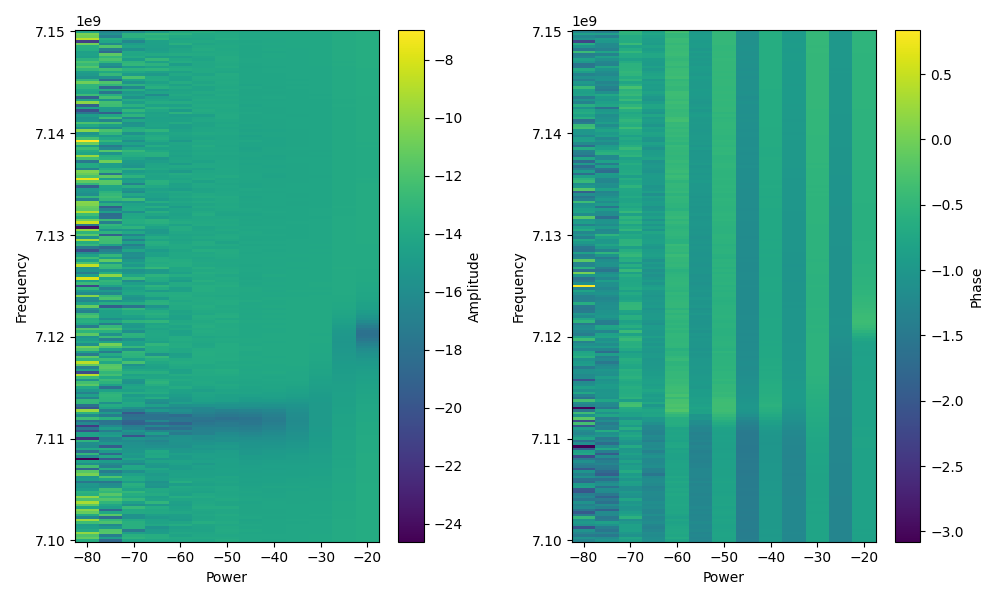 1e9
7.15
7.14
7.13
7.12
7.11
7.10
Frequency
−80 −70 −60 −50 −40 −30 −20
Power
−8
−10
−12
−14
−16
−18
−20
−22
−24
Amplitude
1e9
7.15
7.14
7.13
7.12
7.11
7.10
Frequency
−80 −70 −60 −50 −40 −30 −20
Power
0.5
0.0
−0.5
−1.0
−1.5
−2.0
−2.5
−3.0
Phase